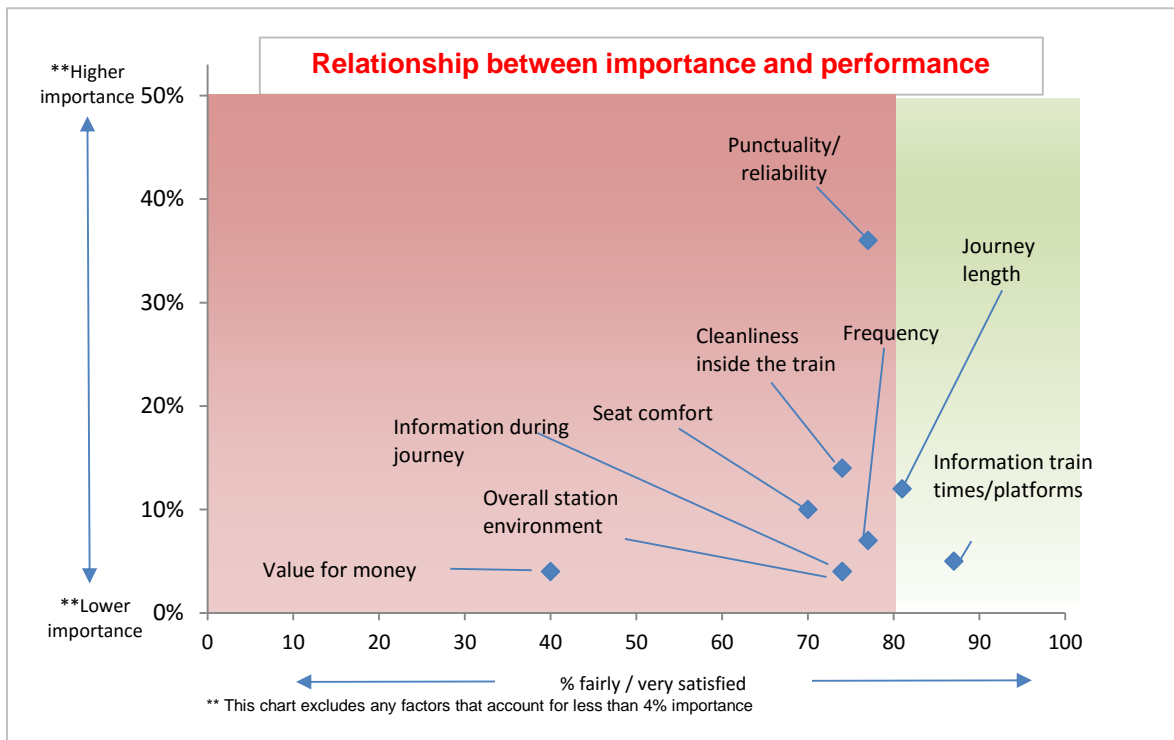 Relationship between importance and performance
**Higher
importance
50%
40%
30%
20%
10%
0%
**Lower
importance
Punctuality/
reliability
Journey
length
Frequency
Cleanliness
inside the train
Seat comfort
Information during
journey
Information train
times/platforms
Overall station
environment
Value for money
0 10 20 30 40 50 60 70 80 90 100
% fairly / very satisfied
** This chart excludes any factors that account for less than 4% importance